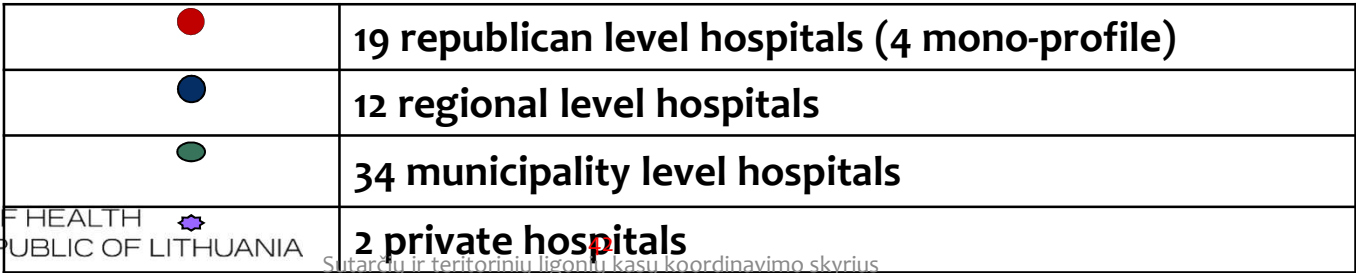 19 republican level hospitals (4 mono-profile)
12 regional level hospitals
34 municipality level hospitals
F HEALTH
PUBLIC OF LITHUANIA
2 private hospitals
42
Sutarčių ir teritorinių ligonių kasų koordinavimo skyrius